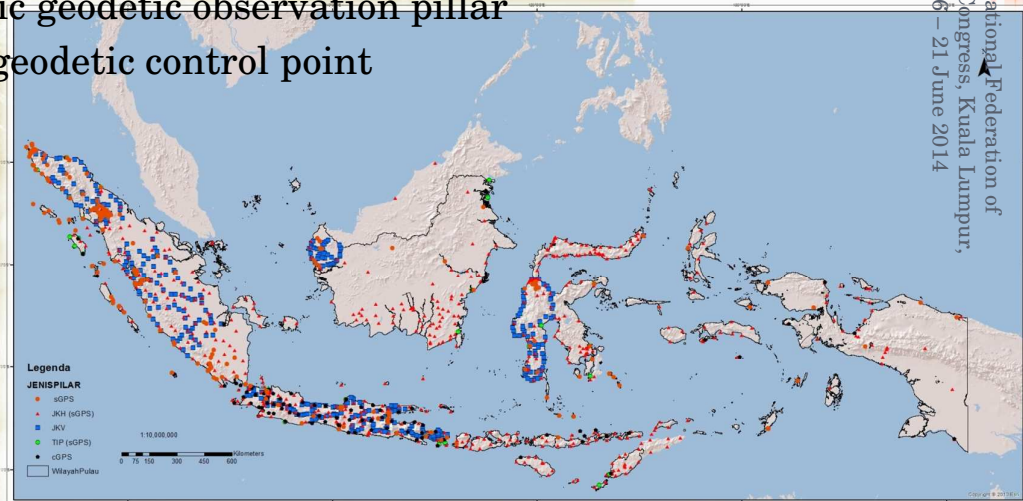 ic geodetic observation pillar
geodetic control point
ational Federation of
ongress, Kuala Lumpur,
6 – 21 June 2014
Legenda
JENISPILAR
sGPS
JKH (sGPS)
JKV
TIP (sGPS)
cGPS
WilayahPulau
1:10,000,000
0 75 150 300 450 600 Kilometers